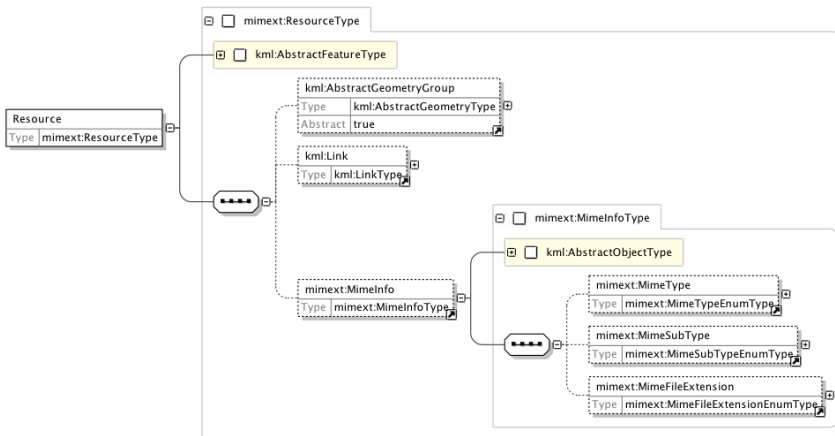 mimext:ResourceType
kml:AbstractFeatureType
kml:AbstractGeometryGroup
Type kml:AbstractGeometryType
Abstract true
Resource
Type mimext:ResourceType
kml:Link
Type kml:LinkType
mimext:MimeInfoType
kml:AbstractObjectType
mimext:MimeInfo
Type mimext:MimeInfoType
mimext:MimeType
Type mimext:MimeTypeEnumType
mimext:MimeSubType
Type mimext:MimeSubTypeEnumType
mimext:MimeFileExtension
Type mimext:MimeFileExtensionEnumType